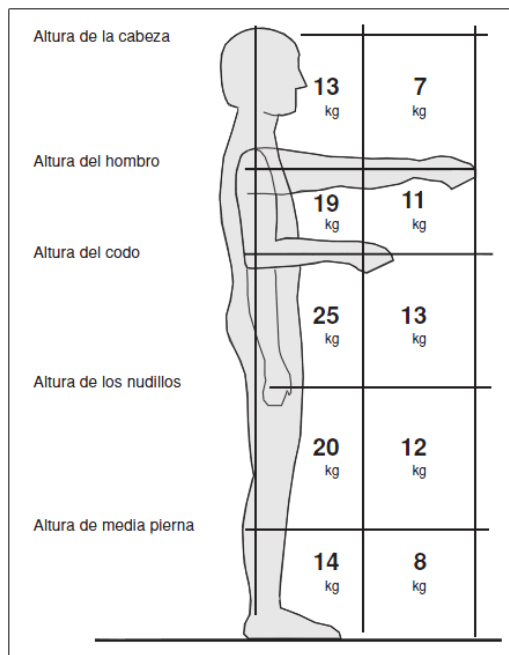 Altura de la cabeza
13 7
kg kg
Altura del hombro
19 11
kg kg
Altura del codo
25 13
kg kg
Altura de los nudillos
20 12
kg kg
Altura de media pierna
14 8
kg kg